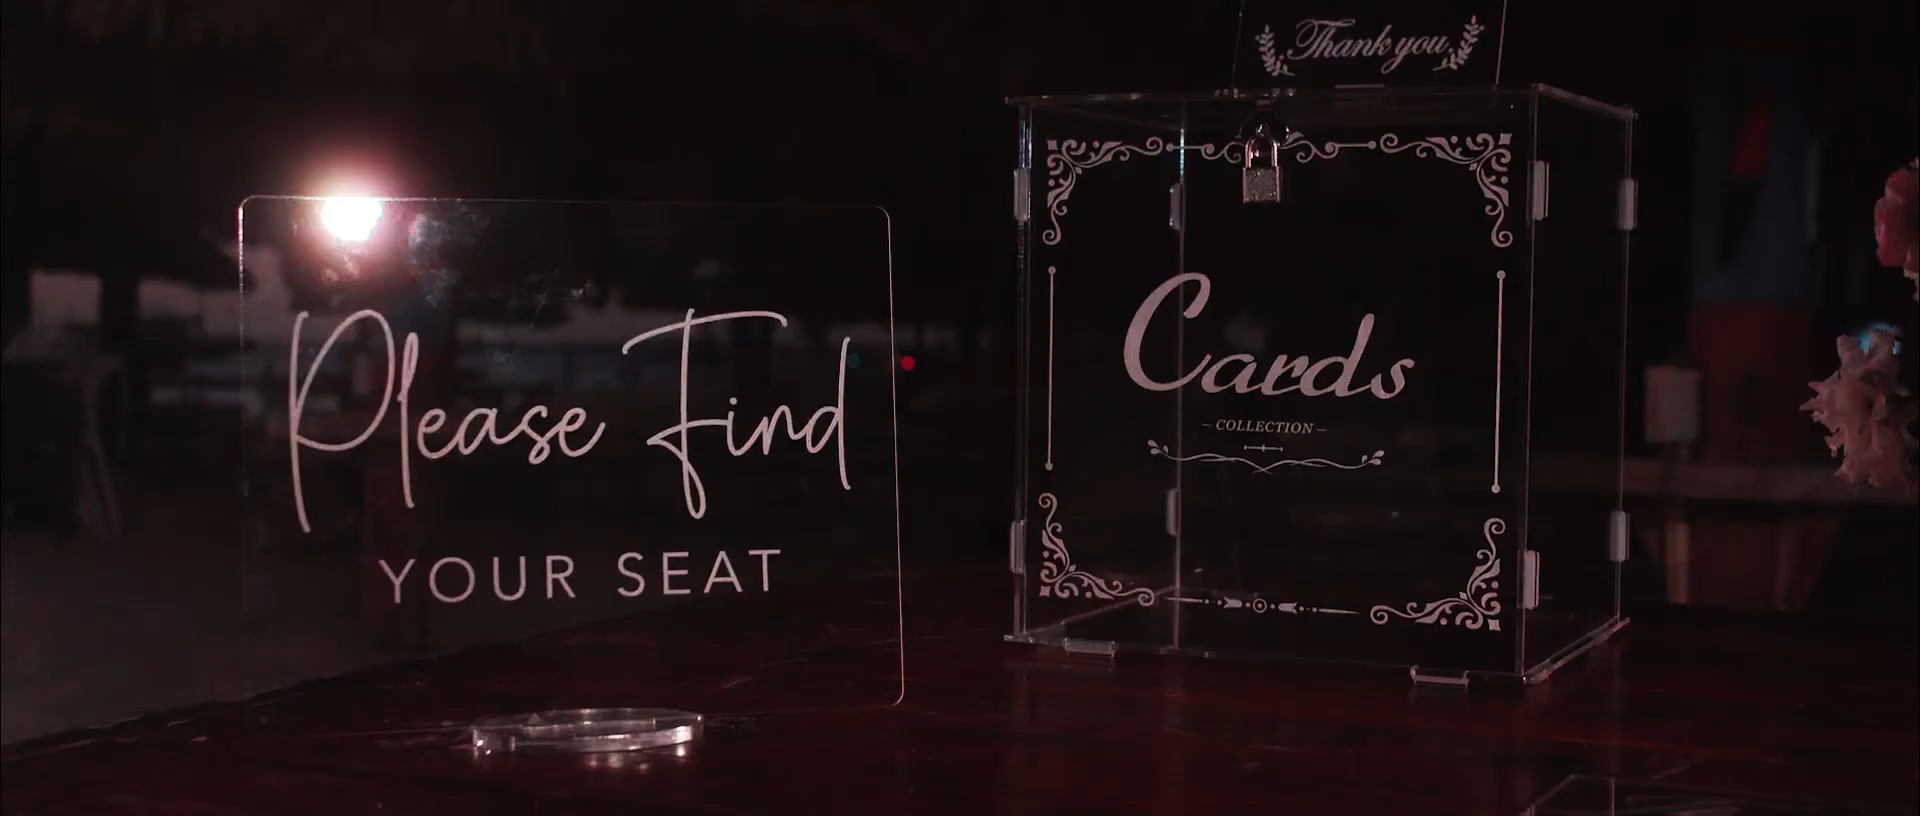 Please Find
YOUR SEAT
Thank you
Cards
– COLLECTION –